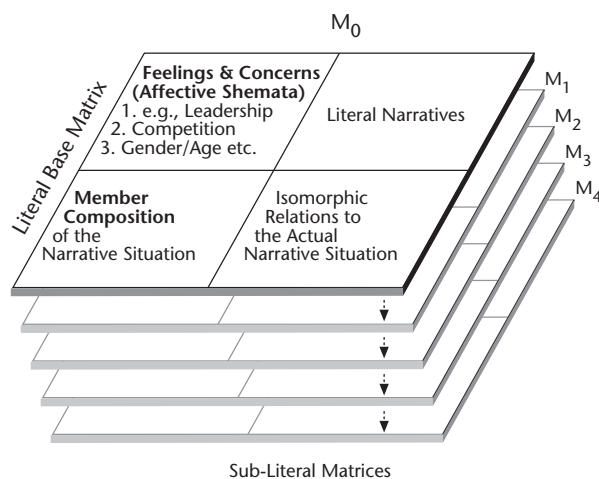 M0
Literal Base Matrix
Feelings & Concerns
(Affective Shemata)
1. e.g., Leadership
2. Competition
3. Gender/Age etc.
Literal Narratives
Member
Composition
of the
Narrative Situation
Isomorphic
Relations to
the Actual
Narrative Situation
M1
M2
M3
M4
Sub-Literal Matrices